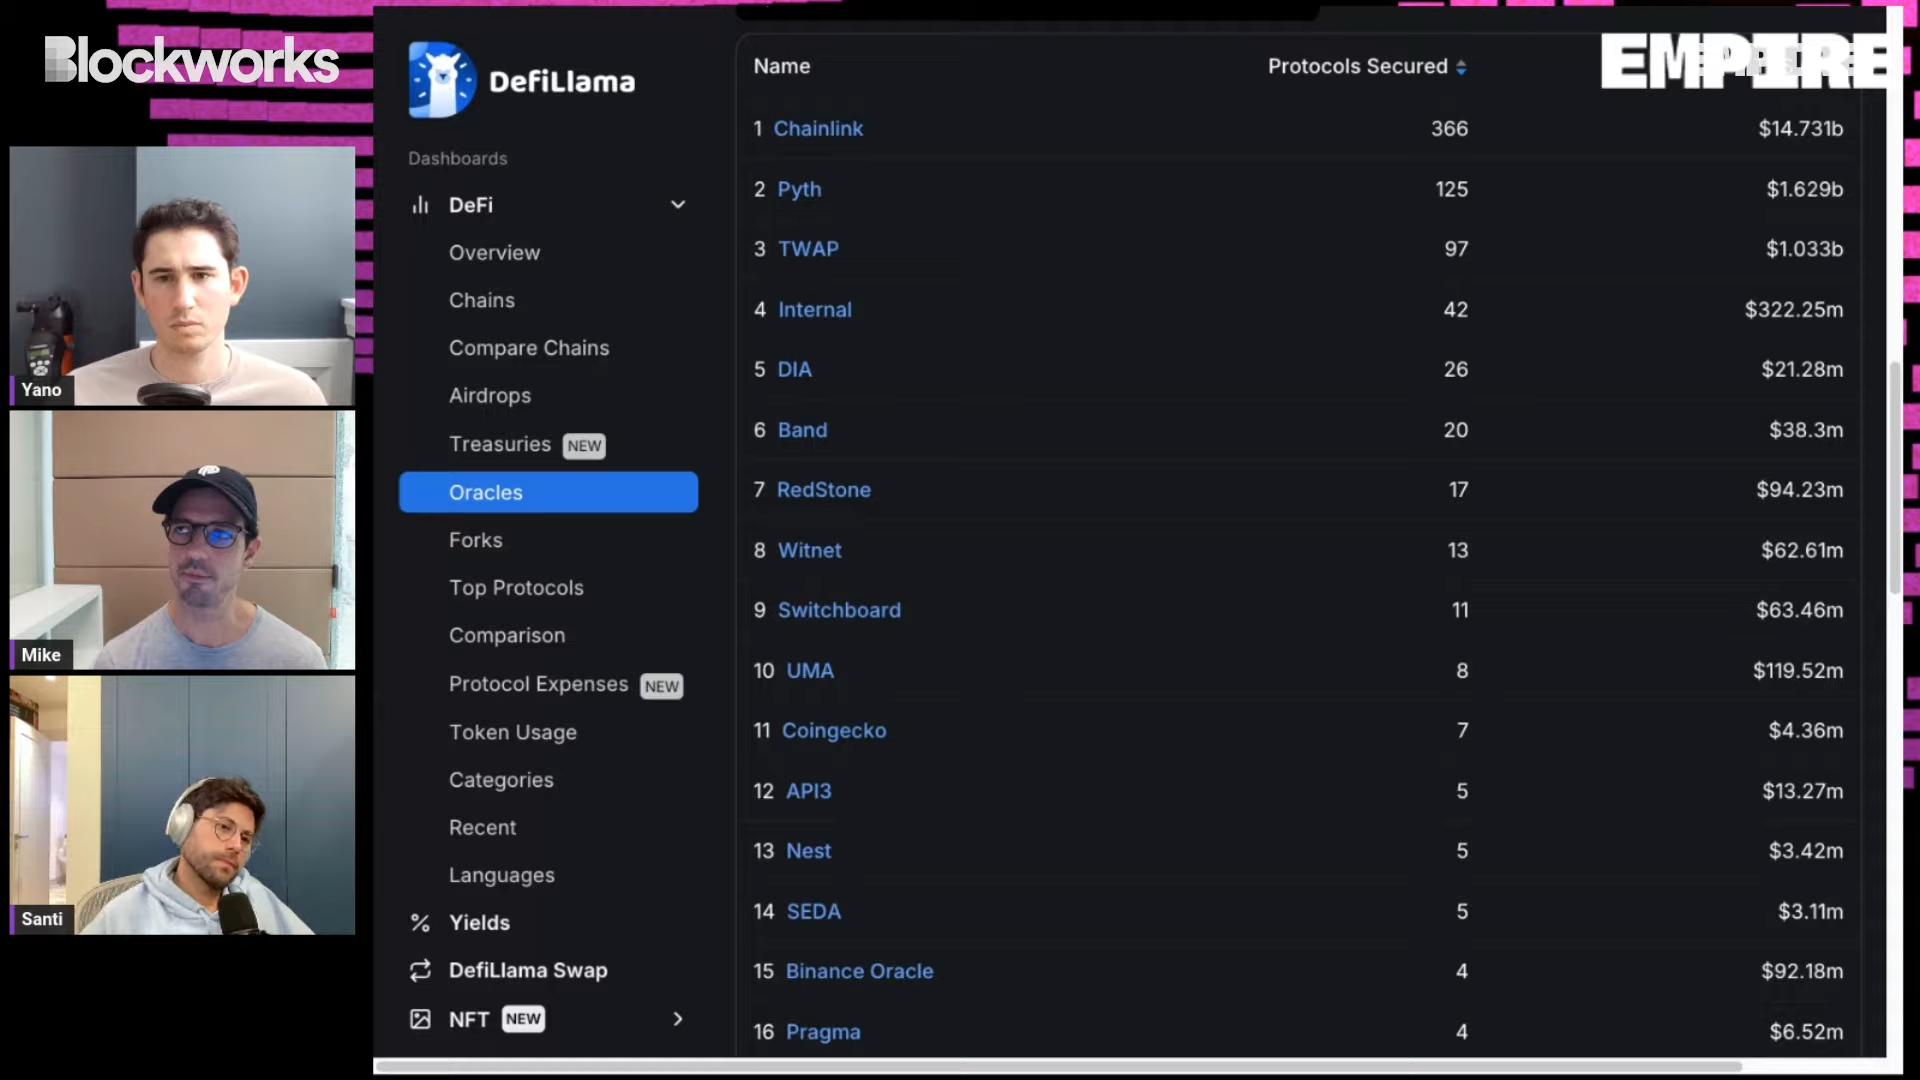 Blockworks
EMPIRE
Yano
Mike
Santi
DefiLlama
Dashboards
DeFi
Overview
Chains
Compare Chains
Airdrops
Treasuries NEW
Oracles
Forks
Top Protocols
Comparison
Protocol Expenses NEW
Token Usage
Categories
Recent
Languages
Yields
DefiLlama Swap
NFT NEW
Name Protocols Secured
1 Chainlink 366 $14.731b
2 Pyth 125 $1.629b
3 TWAP 97 $1.033b
4 Internal 42 $322.25m
5 DIA 26 $21.28m
6 Band 20 $38.3m
7 RedStone 17 $94.23m
8 Witnet 13 $62.61m
9 Switchboard 11 $63.46m
10 UMA 8 $119.52m
11 Coingecko 7 $4.36m
12 API3 5 $13.27m
13 Nest 5 $3.42m
14 SEDA 5 $3.11m
15 Binance Oracle 4 $92.18m
16 Pragma 4 $6.52m